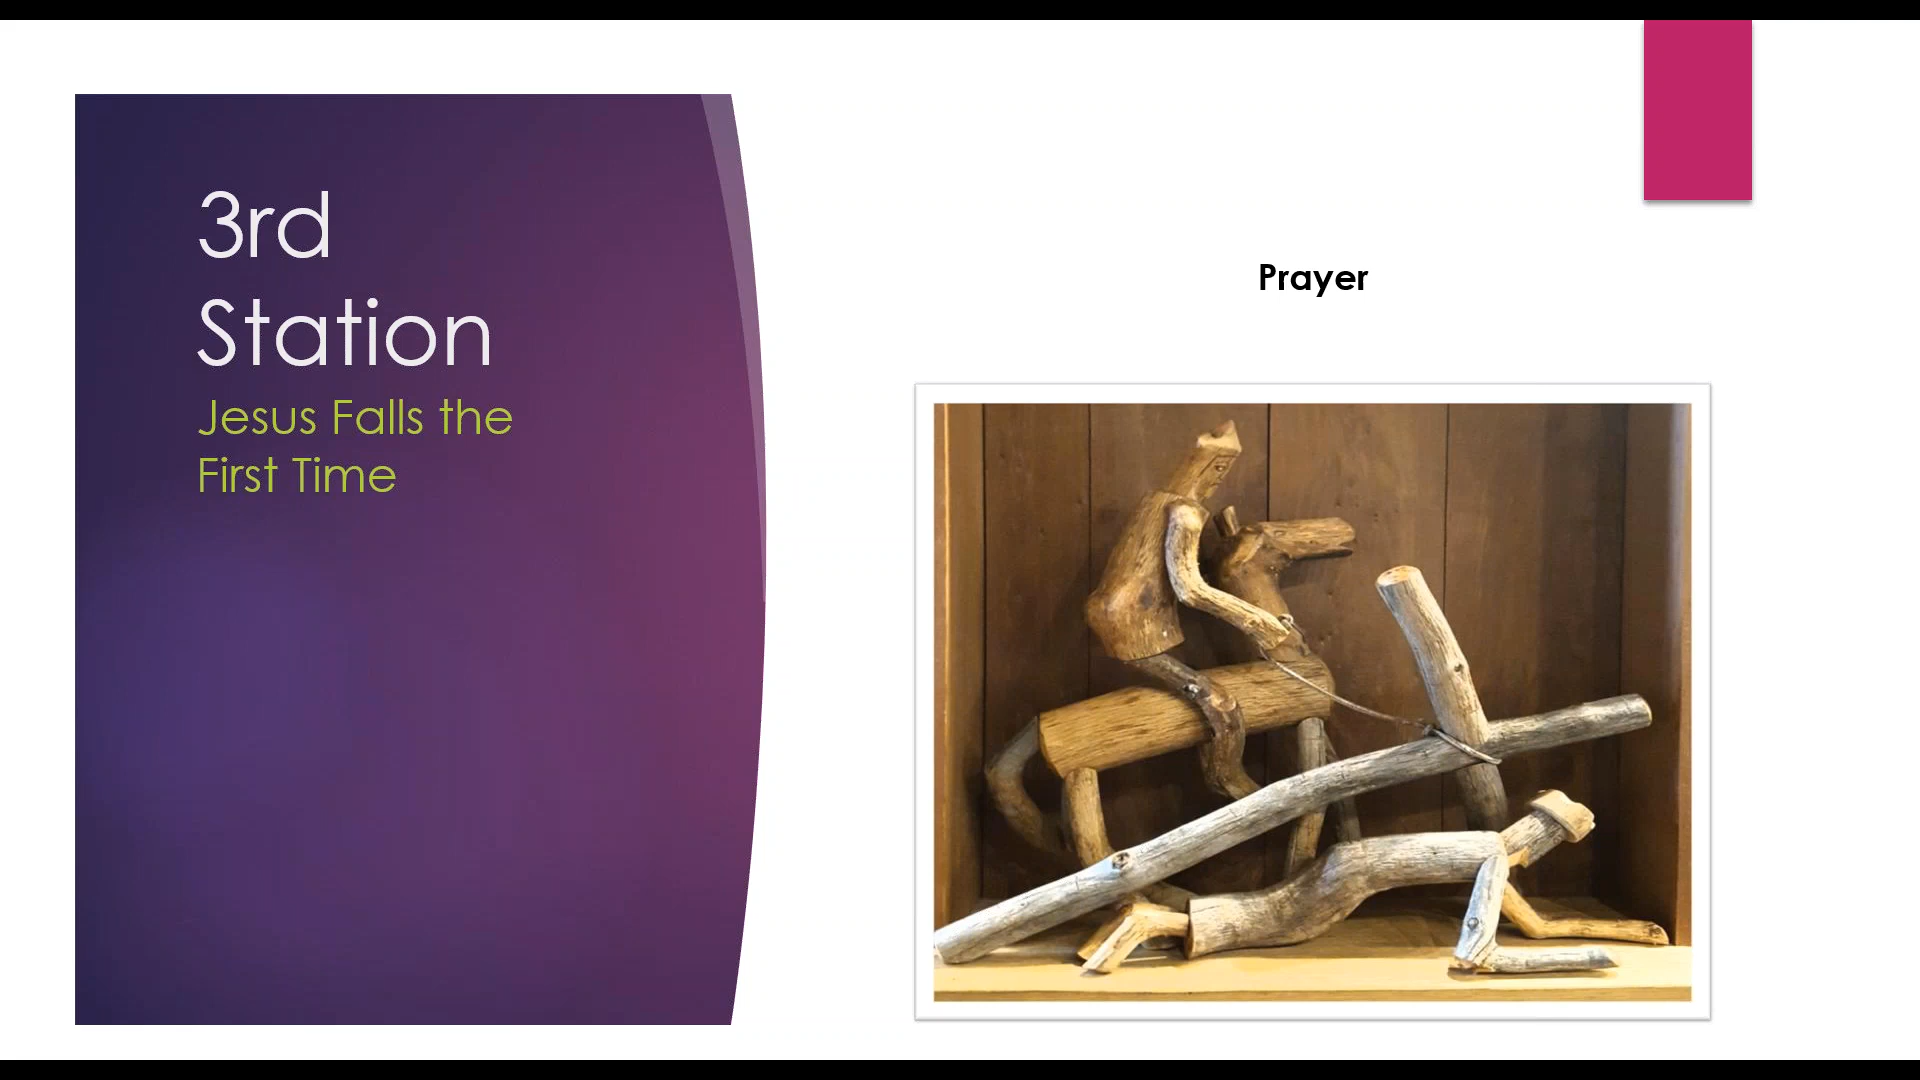 3rd
Station
Jesus Falls the
First Time
Prayer